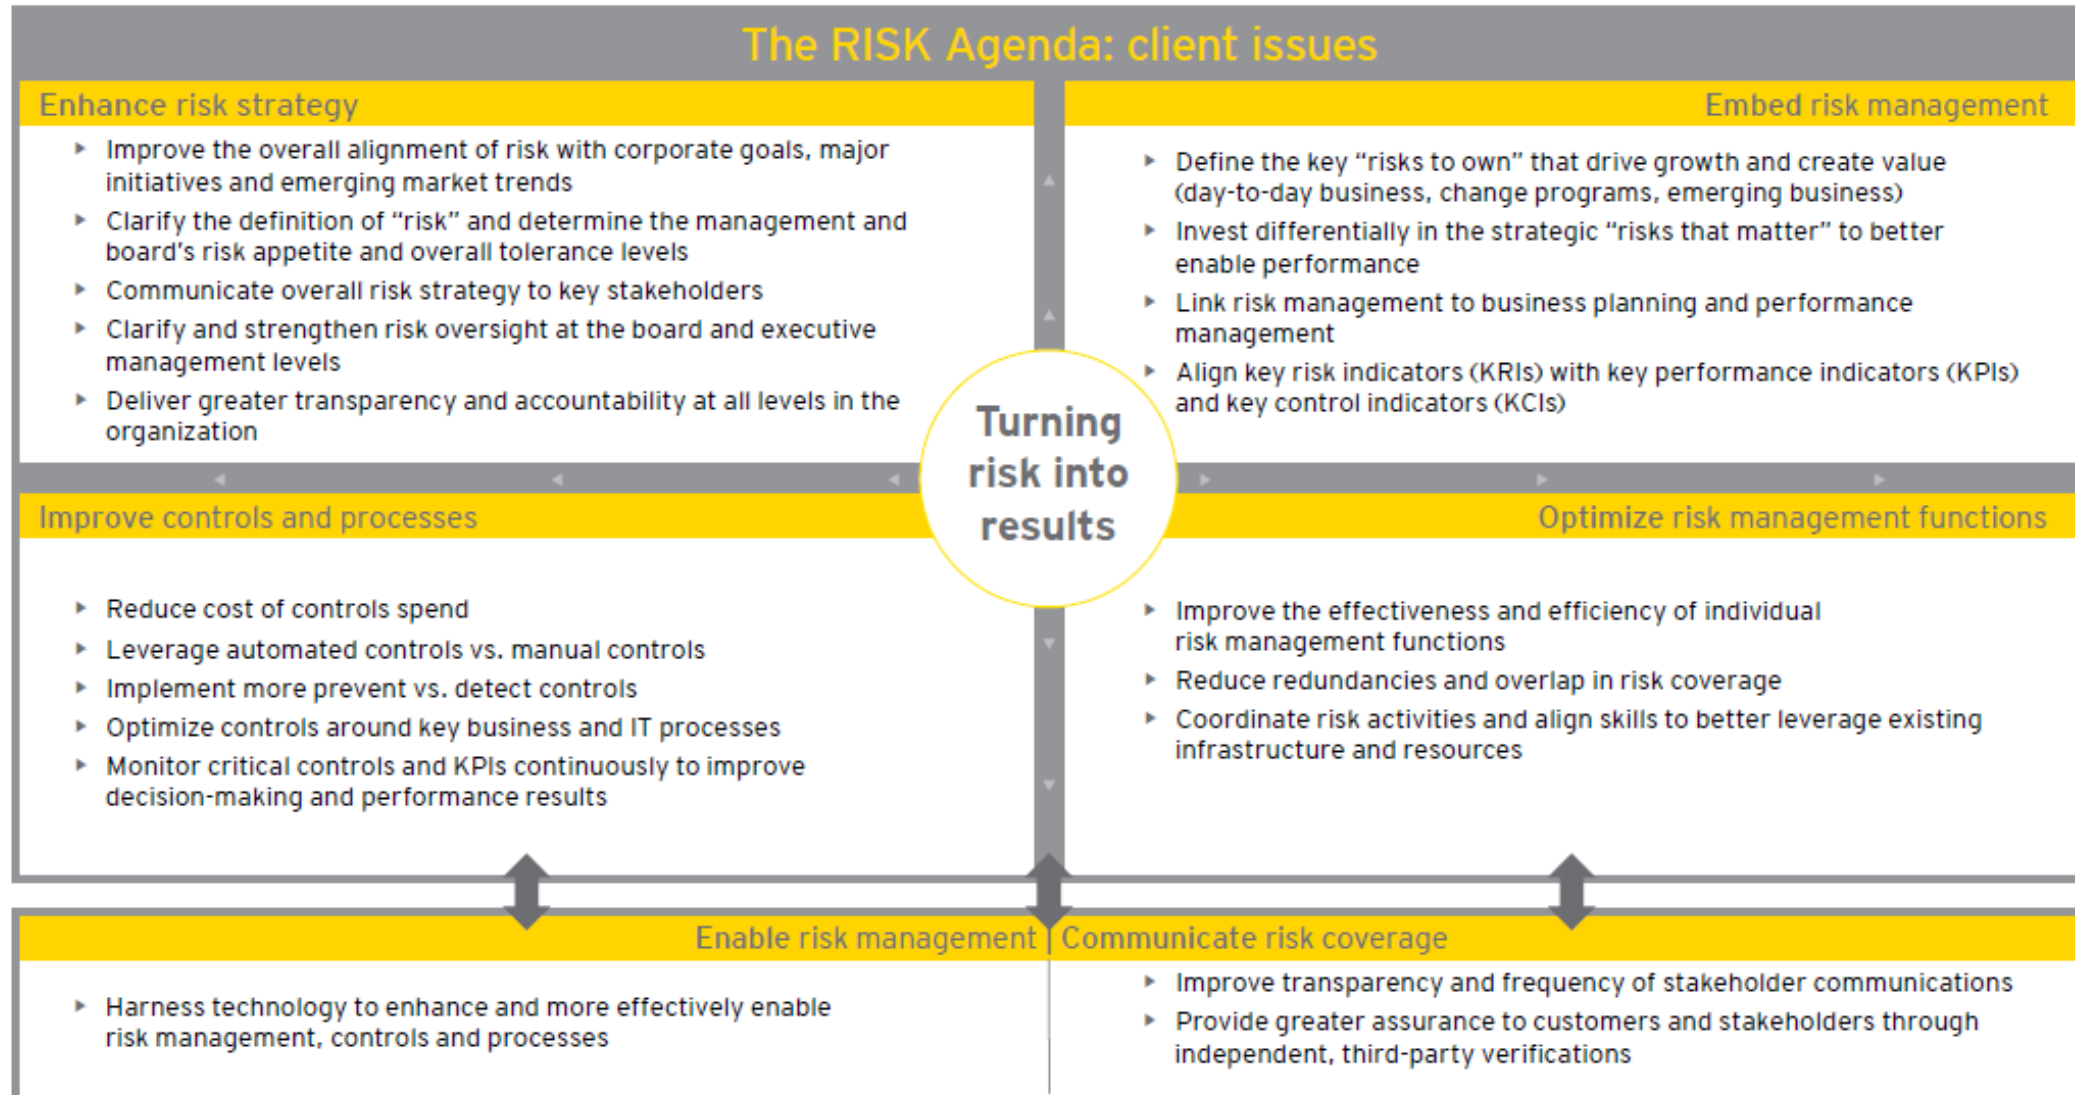 The RISK Agenda: client issues
Enhance risk strategy
▸ Improve the overall alignment of risk with corporate goals, major
initiatives and emerging market trends
▸ Clarify the definition of “risk” and determine the management and
board’s risk appetite and overall tolerance levels
▸ Communicate overall risk strategy to key stakeholders
▸ Clarify and strengthen risk oversight at the board and executive
management levels
▸ Deliver greater transparency and accountability at all levels in the
organization
Embed risk management
▸ Define the key “risks to own” that drive growth and create value
(day-to-day business, change programs, emerging business)
▸ Invest differentially in the strategic “risks that matter” to better
enable performance
▸ Link risk management to business planning and performance
management
▸ Align key risk indicators (KRIs) with key performance indicators (KPIs)
and key control indicators (KCIs)
Turning
risk into
results
Improve controls and processes
▸ Reduce cost of controls spend
▸ Leverage automated controls vs. manual controls
▸ Implement more prevent vs. detect controls
▸ Optimize controls around key business and IT processes
▸ Monitor critical controls and KPIs continuously to improve
decision-making and performance results
Optimize risk management functions
▸ Improve the effectiveness and efficiency of individual
risk management functions
▸ Reduce redundancies and overlap in risk coverage
▸ Coordinate risk activities and align skills to better leverage existing
infrastructure and resources
Enable risk management
▸ Harness technology to enhance and more effectively enable
risk management, controls and processes
Communicate risk coverage
▸ Improve transparency and frequency of stakeholder communications
▸ Provide greater assurance to customers and stakeholders through
independent, third-party verifications